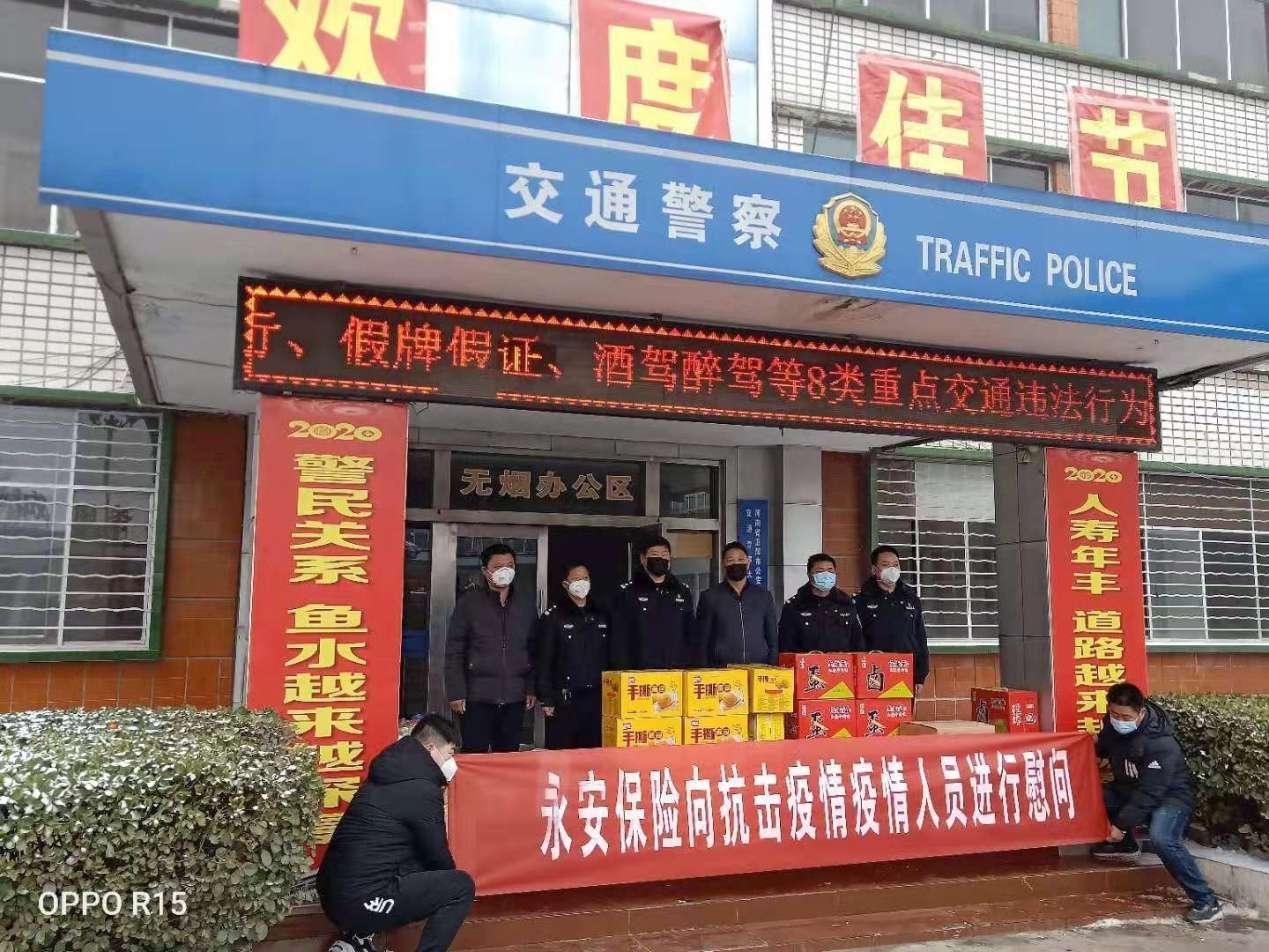 欢度佳节
交通警察 TRAFFIC POLICE
行、假牌假证、酒驾醉驾等8类重点交通违法行为
2020
警民关系 鱼水越来越深
无烟办公区
2020
人寿年丰 道路越来越
手撕
手撕
手撕
手撕
卤
永安保险向抗击疫情疫情人员进行慰问
OPPO R15